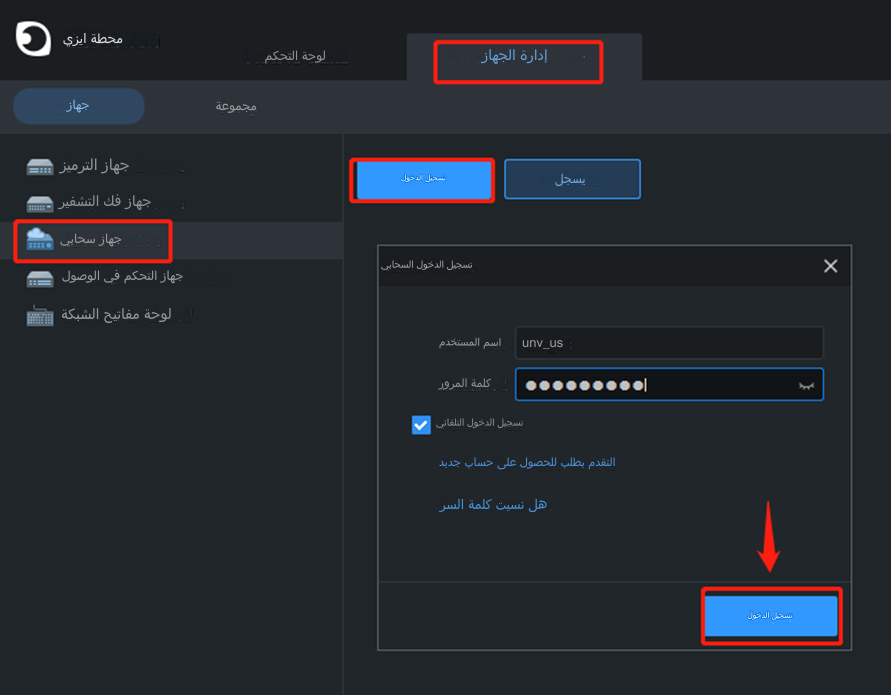 محطة ايزي
لوحة التحكم
إدارة الجهاز
جهاز
مجموعة
جهاز الترميز
جهاز فك التشفير
جهاز سحابي
جهاز التحكم في الوصول
لوحة مفاتيح الشبكة
تسجيل الدخول
يسجل
تسجيل الدخول السحابي
اسم المستخدم
unv_us
كلمة المرور
تسجيل الدخول التلقائي
التقدم بطلب للحصول على حساب جديد
هل نسيت كلمة السر
تسجيل الدخول